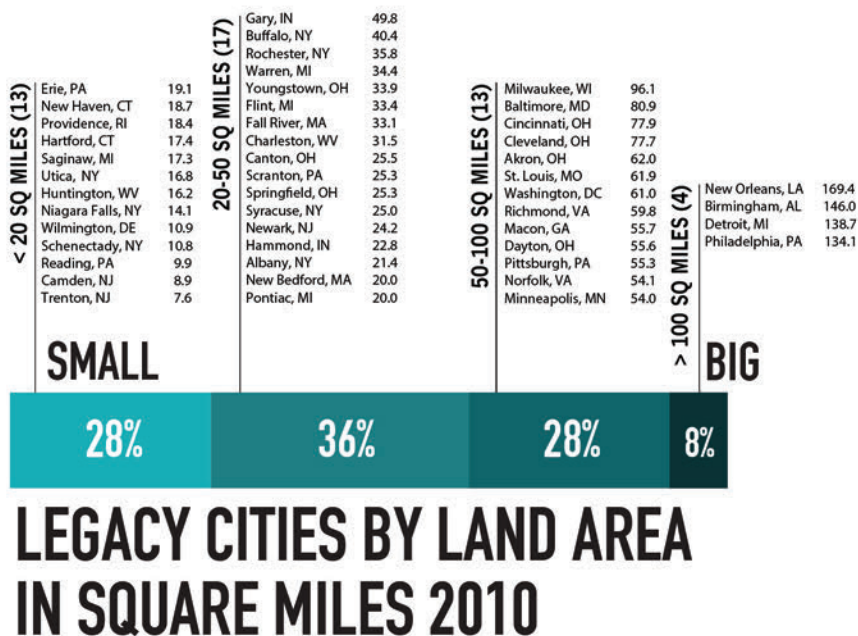 < 20 SQ MILES (13)
Erie, PA 19.1
New Haven, CT 18.7
Providence, RI 18.4
Hartford, CT 17.4
Saginaw, MI 17.3
Utica, NY 16.8
Huntington, WV 16.2
Niagara Falls, NY 14.1
Wilmington, DE 10.9
Schenectady, NY 10.8
Reading, PA 9.9
Camden, NJ 8.9
Trenton, NJ 7.6
20-50 SQ MILES (17)
Gary, IN 49.8
Buffalo, NY 40.4
Rochester, NY 35.8
Warren, MI 34.4
Youngstown, OH 33.9
Flint, MI 33.4
Fall River, MA 33.1
Charleston, WV 31.5
Canton, OH 25.5
Scranton, PA 25.3
Springfield, OH 25.3
Syracuse, NY 25.0
Newark, NJ 24.2
Hammond, IN 22.8
Albany, NY 21.4
New Bedford, MA 20.0
Pontiac, MI 20.0
50-100 SQ MILES (13)
Milwaukee, WI 96.1
Baltimore, MD 80.9
Cincinnati, OH 77.9
Cleveland, OH 77.7
Akron, OH 62.0
St. Louis, MO 61.9
Washington, DC 61.0
Richmond, VA 59.8
Macon, GA 55.7
Dayton, OH 55.6
Pittsburgh, PA 55.3
Norfolk, VA 54.1
Minneapolis, MN 54.0
> 100 SQ MILES (4)
New Orleans, LA 169.4
Birmingham, AL 146.0
Detroit, MI 138.7
Philadelphia, PA 134.1
SMALL
BIG
28%
36%
28%
8%
LEGACY CITIES BY LAND AREA
IN SQUARE MILES 2010